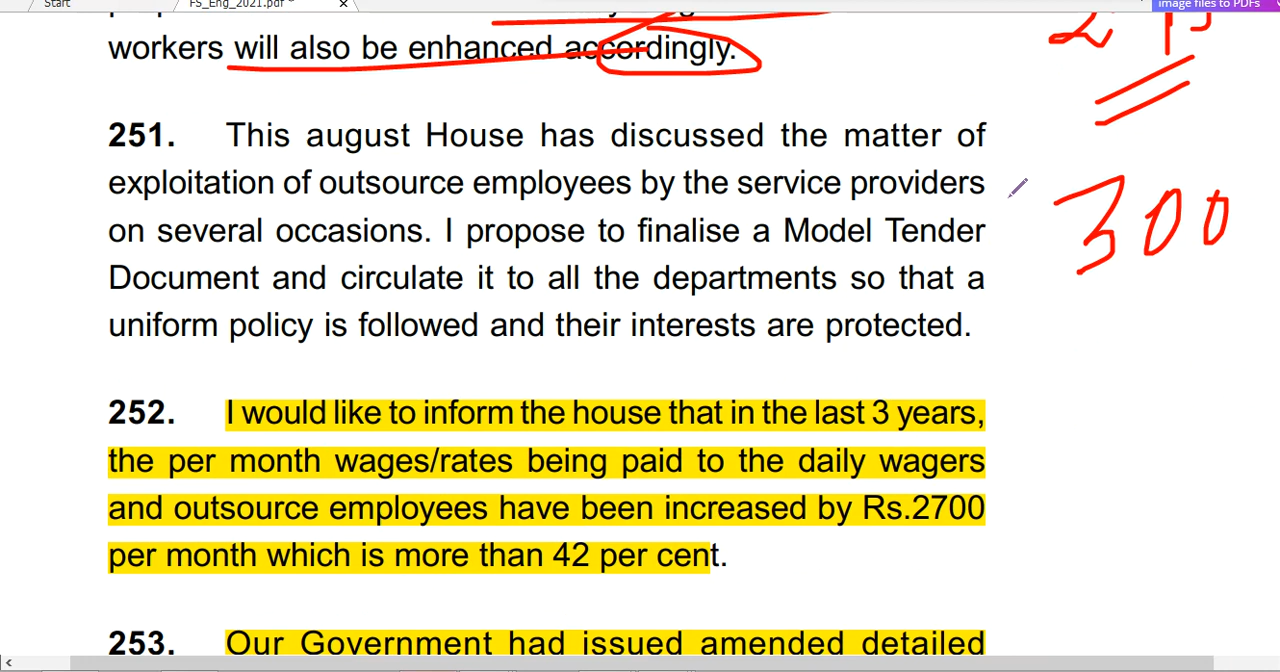 Start
FS_Eng_2021.pdf *
image files to PDFs
workers will also be enhanced accordingly.
251. This august House has discussed the matter of
exploitation of outsource employees by the service providers
on several occasions. I propose to finalise a Model Tender
Document and circulate it to all the departments so that a
uniform policy is followed and their interests are protected.
300
252. I would like to inform the house that in the last 3 years,
the per month wages/rates being paid to the daily wagers
and outsource employees have been increased by Rs.2700
per month which is more than 42 per cent.
253. Our Government had issued amended detailed